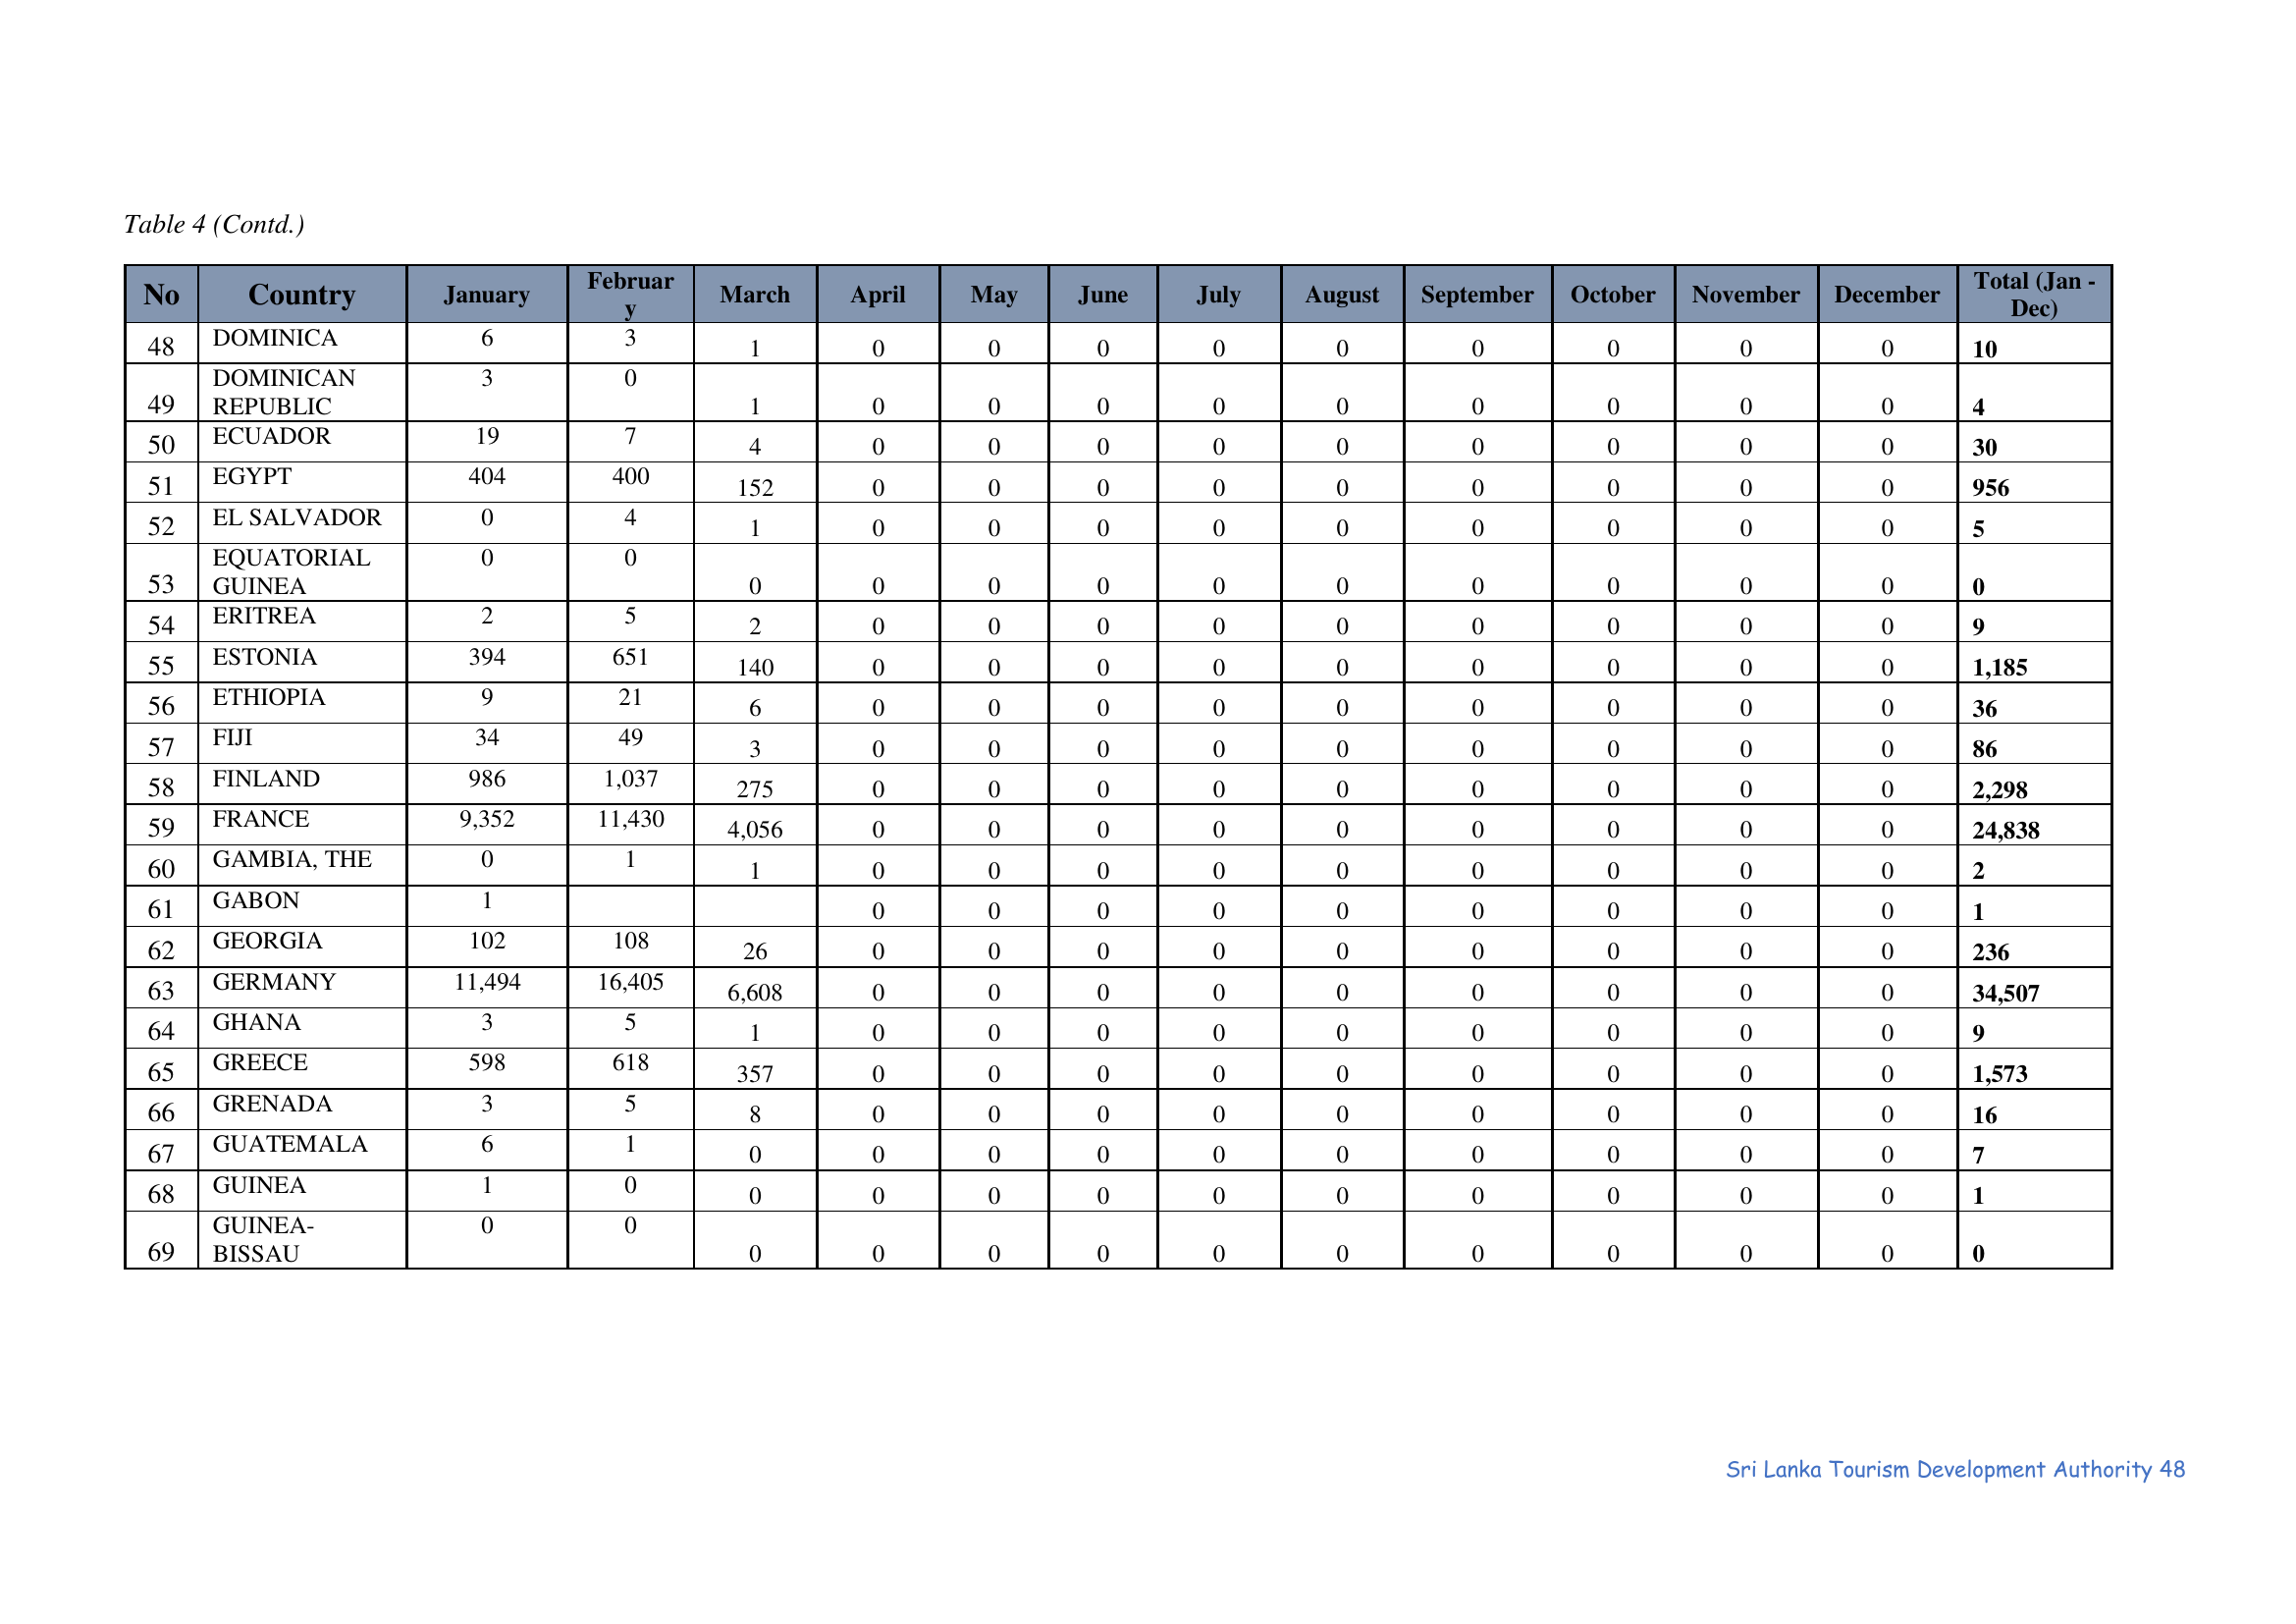 Table 4 (Contd.)
No Country January Februar y March April May June July August September October November December Total (Jan - Dec)
48 DOMINICA 6 3 1 0 0 0 0 0 0 0 0 0 10
49 DOMINICAN REPUBLIC 3 0 1 0 0 0 0 0 0 0 0 0 4
50 ECUADOR 19 7 4 0 0 0 0 0 0 0 0 0 30
51 EGYPT 404 400 152 0 0 0 0 0 0 0 0 0 956
52 EL SALVADOR 0 4 1 0 0 0 0 0 0 0 0 0 5
53 EQUATORIAL GUINEA 0 0 0 0 0 0 0 0 0 0 0 0 0
54 ERITREA 2 5 2 0 0 0 0 0 0 0 0 0 9
55 ESTONIA 394 651 140 0 0 0 0 0 0 0 0 0 1,185
56 ETHIOPIA 9 21 6 0 0 0 0 0 0 0 0 0 36
57 FIJI 34 49 3 0 0 0 0 0 0 0 0 0 86
58 FINLAND 986 1,037 275 0 0 0 0 0 0 0 0 0 2,298
59 FRANCE 9,352 11,430 4,056 0 0 0 0 0 0 0 0 0 24,838
60 GAMBIA, THE 0 1 1 0 0 0 0 0 0 0 0 0 2
61 GABON 1 0 0 0 0 0 0 0 0 0 1
62 GEORGIA 102 108 26 0 0 0 0 0 0 0 0 0 236
63 GERMANY 11,494 16,405 6,608 0 0 0 0 0 0 0 0 0 34,507
64 GHANA 3 5 1 0 0 0 0 0 0 0 0 0 9
65 GREECE 598 618 357 0 0 0 0 0 0 0 0 0 1,573
66 GRENADA 3 5 8 0 0 0 0 0 0 0 0 0 16
67 GUATEMALA 6 1 0 0 0 0 0 0 0 0 0 0 7
68 GUINEA 1 0 0 0 0 0 0 0 0 0 0 0 1
69 GUINEA- BISSAU 0 0 0 0 0 0 0 0 0 0 0 0 0
Sri Lanka Tourism Development Authority 48